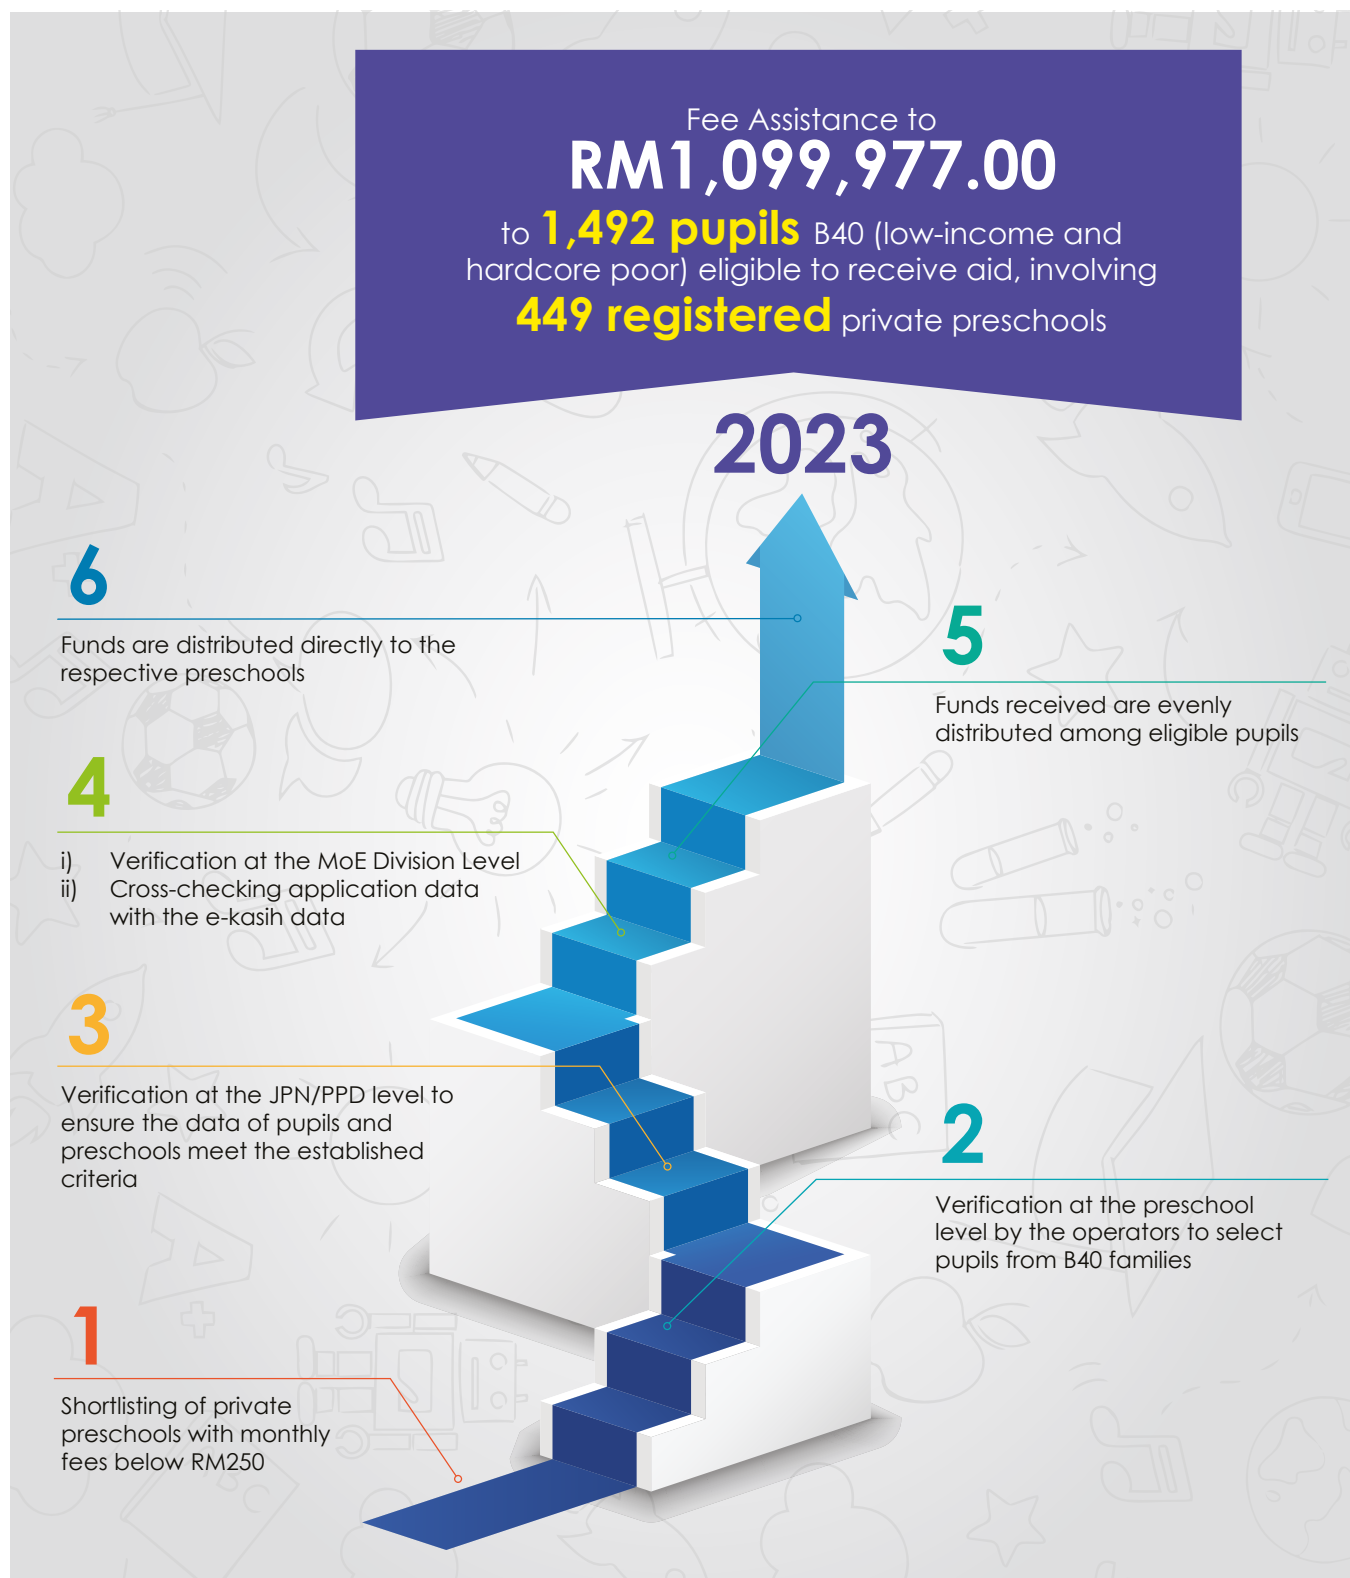 Fee Assistance to
RM1,099,977.00
to 1,492 pupils B40 (low-income and
hardcore poor) eligible to receive aid, involving
449 registered private preschools
2023
6
Funds are distributed directly to the
respective preschools
5
Funds received are evenly
distributed among eligible pupils
4
i) Verification at the MoE Division Level
ii) Cross-checking application data
with the e-kasih data
3
Verification at the JPN/PPD level to
ensure the data of pupils and
preschools meet the established
criteria
2
Verification at the preschool
level by the operators to select
pupils from B40 families
1
Shortlisting of private
preschools with monthly
fees below RM250
A
ABC
A
ABC